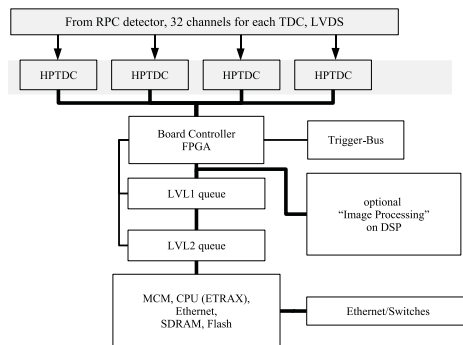 From RPC detector, 32 channels for each TDC, LVDS
HPTDC HPTDC HPTDC HPTDC
Board Controller
FPGA
Trigger-Bus
LVL1 queue
optional
“Image Processing”
on DSP
LVL2 queue
MCM, CPU (ETRAX),
Ethernet,
SDRAM, Flash
Ethernet/Switches